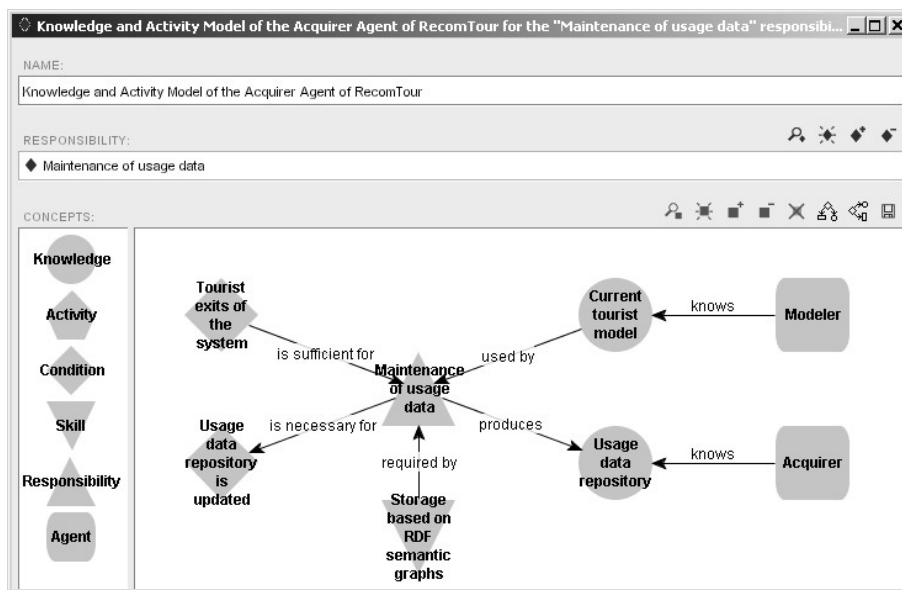 Knowledge and Activity Model of the Acquirer Agent of RecomTour for the "Maintenance of usage data" responsibi...
NAME:
Knowledge and Activity Model of the Acquirer Agent of RecomTour
RESPONSIBILITY:
Maintenance of usage data
CONCEPTS:
Knowledge
Activity
Condition
Skill
Responsibility
Agent
Tourist
exits of
the
system
is sufficient for
Current
tourist
model
knows
Modeler
used by
Maintenance
of usage
data
is necessary for
Usage
data
repository
is
updated
produces
Usage
data
repository
knows
Acquirer
required by
Storage
based on
RDF
semantic
graphs